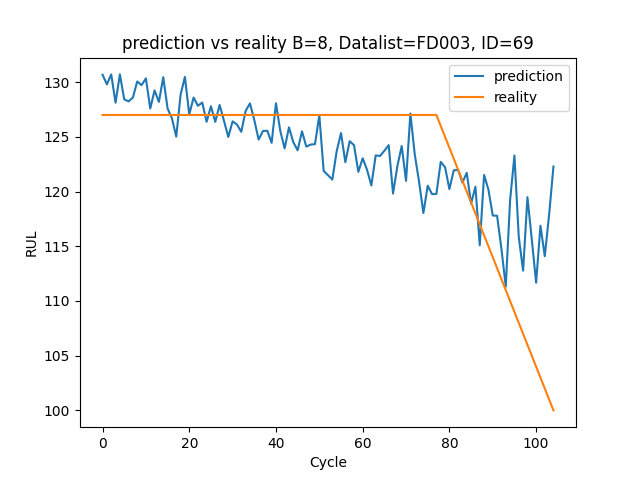 prediction vs reality B=8, Datalist=FD003, ID=69
prediction
reality
RUL
130
125
120
115
110
105
100
0 20 40 60 80 100
Cycle